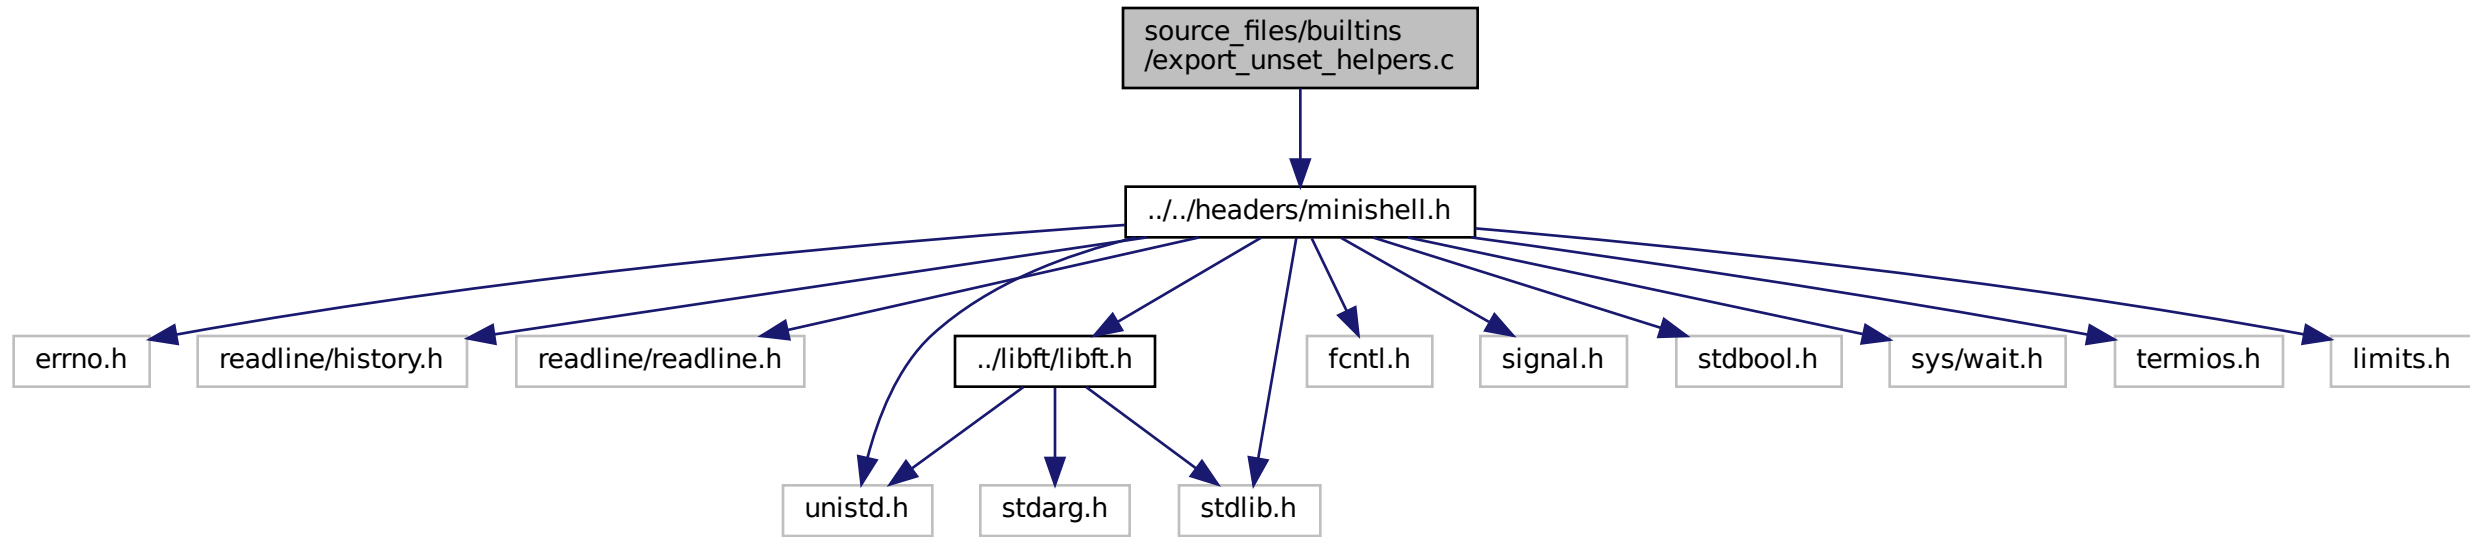 source_files/builtins
/export_unset_helpers.c
../../headers/minishell.h
errno.h
readline/history.h
readline/readline.h
../libft/libft.h
fcntl.h
signal.h
stdbool.h
sys/wait.h
termios.h
limits.h
unistd.h
stdarg.h
stdlib.h